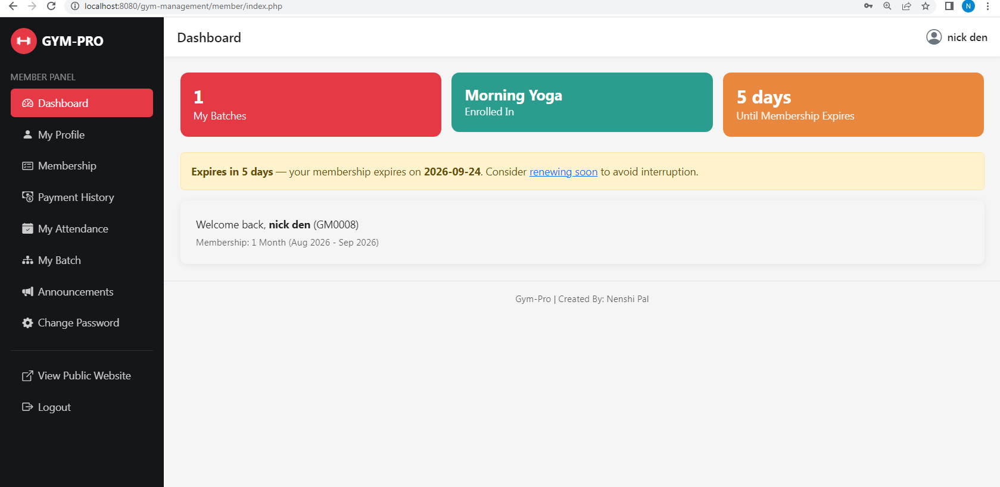 localhost:8080/gym-management/member/index.php
N
GYM-PRO
Dashboard
nick den
MEMBER PANEL
Dashboard
My Profile
Membership
Payment History
My Attendance
My Batch
Announcements
Change Password
View Public Website
Logout
1
My Batches
Morning Yoga
Enrolled In
5 days
Until Membership Expires
Expires in 5 days — your membership expires on 2026-09-24. Consider renewing soon to avoid interruption.
Welcome back, nick den (GM0008)
Membership: 1 Month (Aug 2026 - Sep 2026)
Gym-Pro | Created By: Nenshi Pal